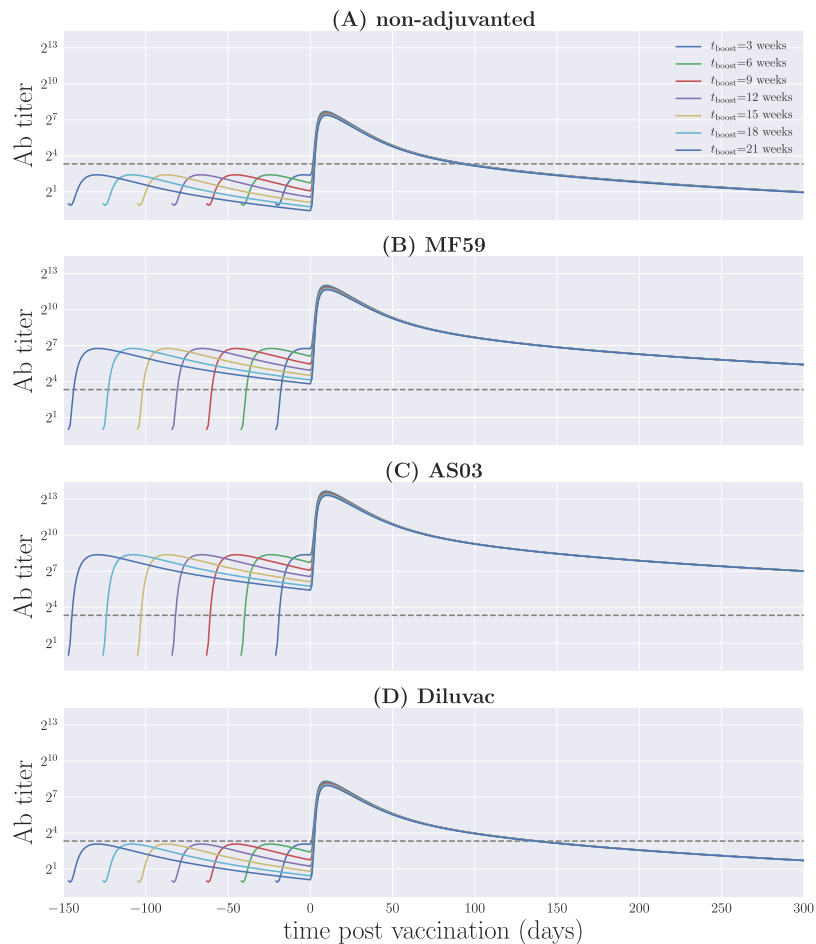 (A) non-adjuvanted
Ab titer
2^13
2^10
2^7
2^4
2^1
t_boost=3 weeks
t_boost=6 weeks
t_boost=9 weeks
t_boost=12 weeks
t_boost=15 weeks
t_boost=18 weeks
t_boost=21 weeks
(B) MF59
Ab titer
2^13
2^10
2^7
2^4
2^1
(C) AS03
Ab titer
2^13
2^10
2^7
2^4
2^1
(D) Diluvac
Ab titer
2^13
2^10
2^7
2^4
2^1
−150 −100 −50 0 50 100 150 200 250 300
time post vaccination (days)